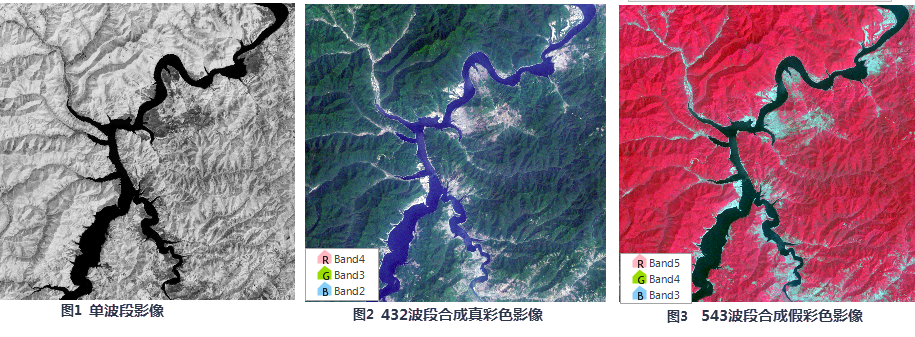 R Band4
G Band3
B Band2
R Band5
G Band4
B Band3
图1 单波段影像
图2 432波段合成真彩色影像
图3 543波段合成假彩色影像